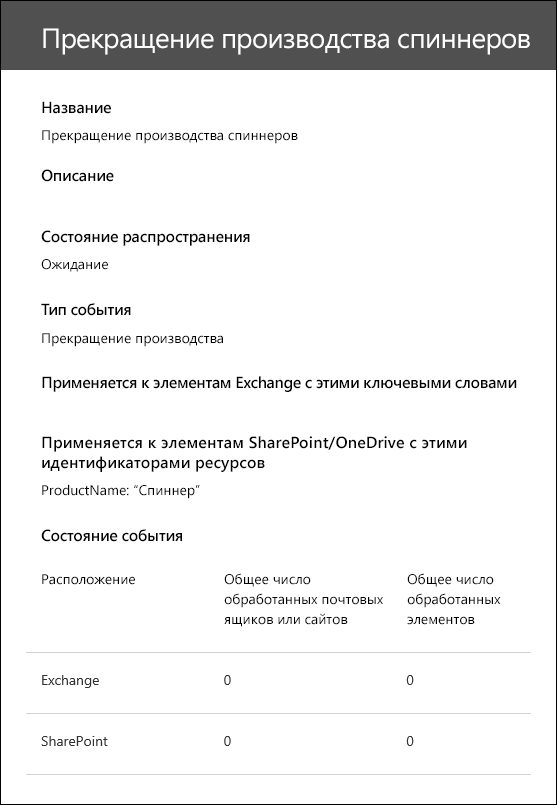 Прекращение производства спиннеров
Название
Прекращение производства спиннеров
Описание
Состояние распространения
Ожидание
Тип события
Прекращение производства
Применяется к элементам Exchange с этими ключевыми словами
Применяется к элементам SharePoint/OneDrive с этими
идентификаторами ресурсов
ProductName: “Спиннер”
Состояние события
Расположение
Общее число
обработанных почтовых
ящиков или сайтов
Общее число
обработанных
элементов
Exchange 0 0
SharePoint 0 0